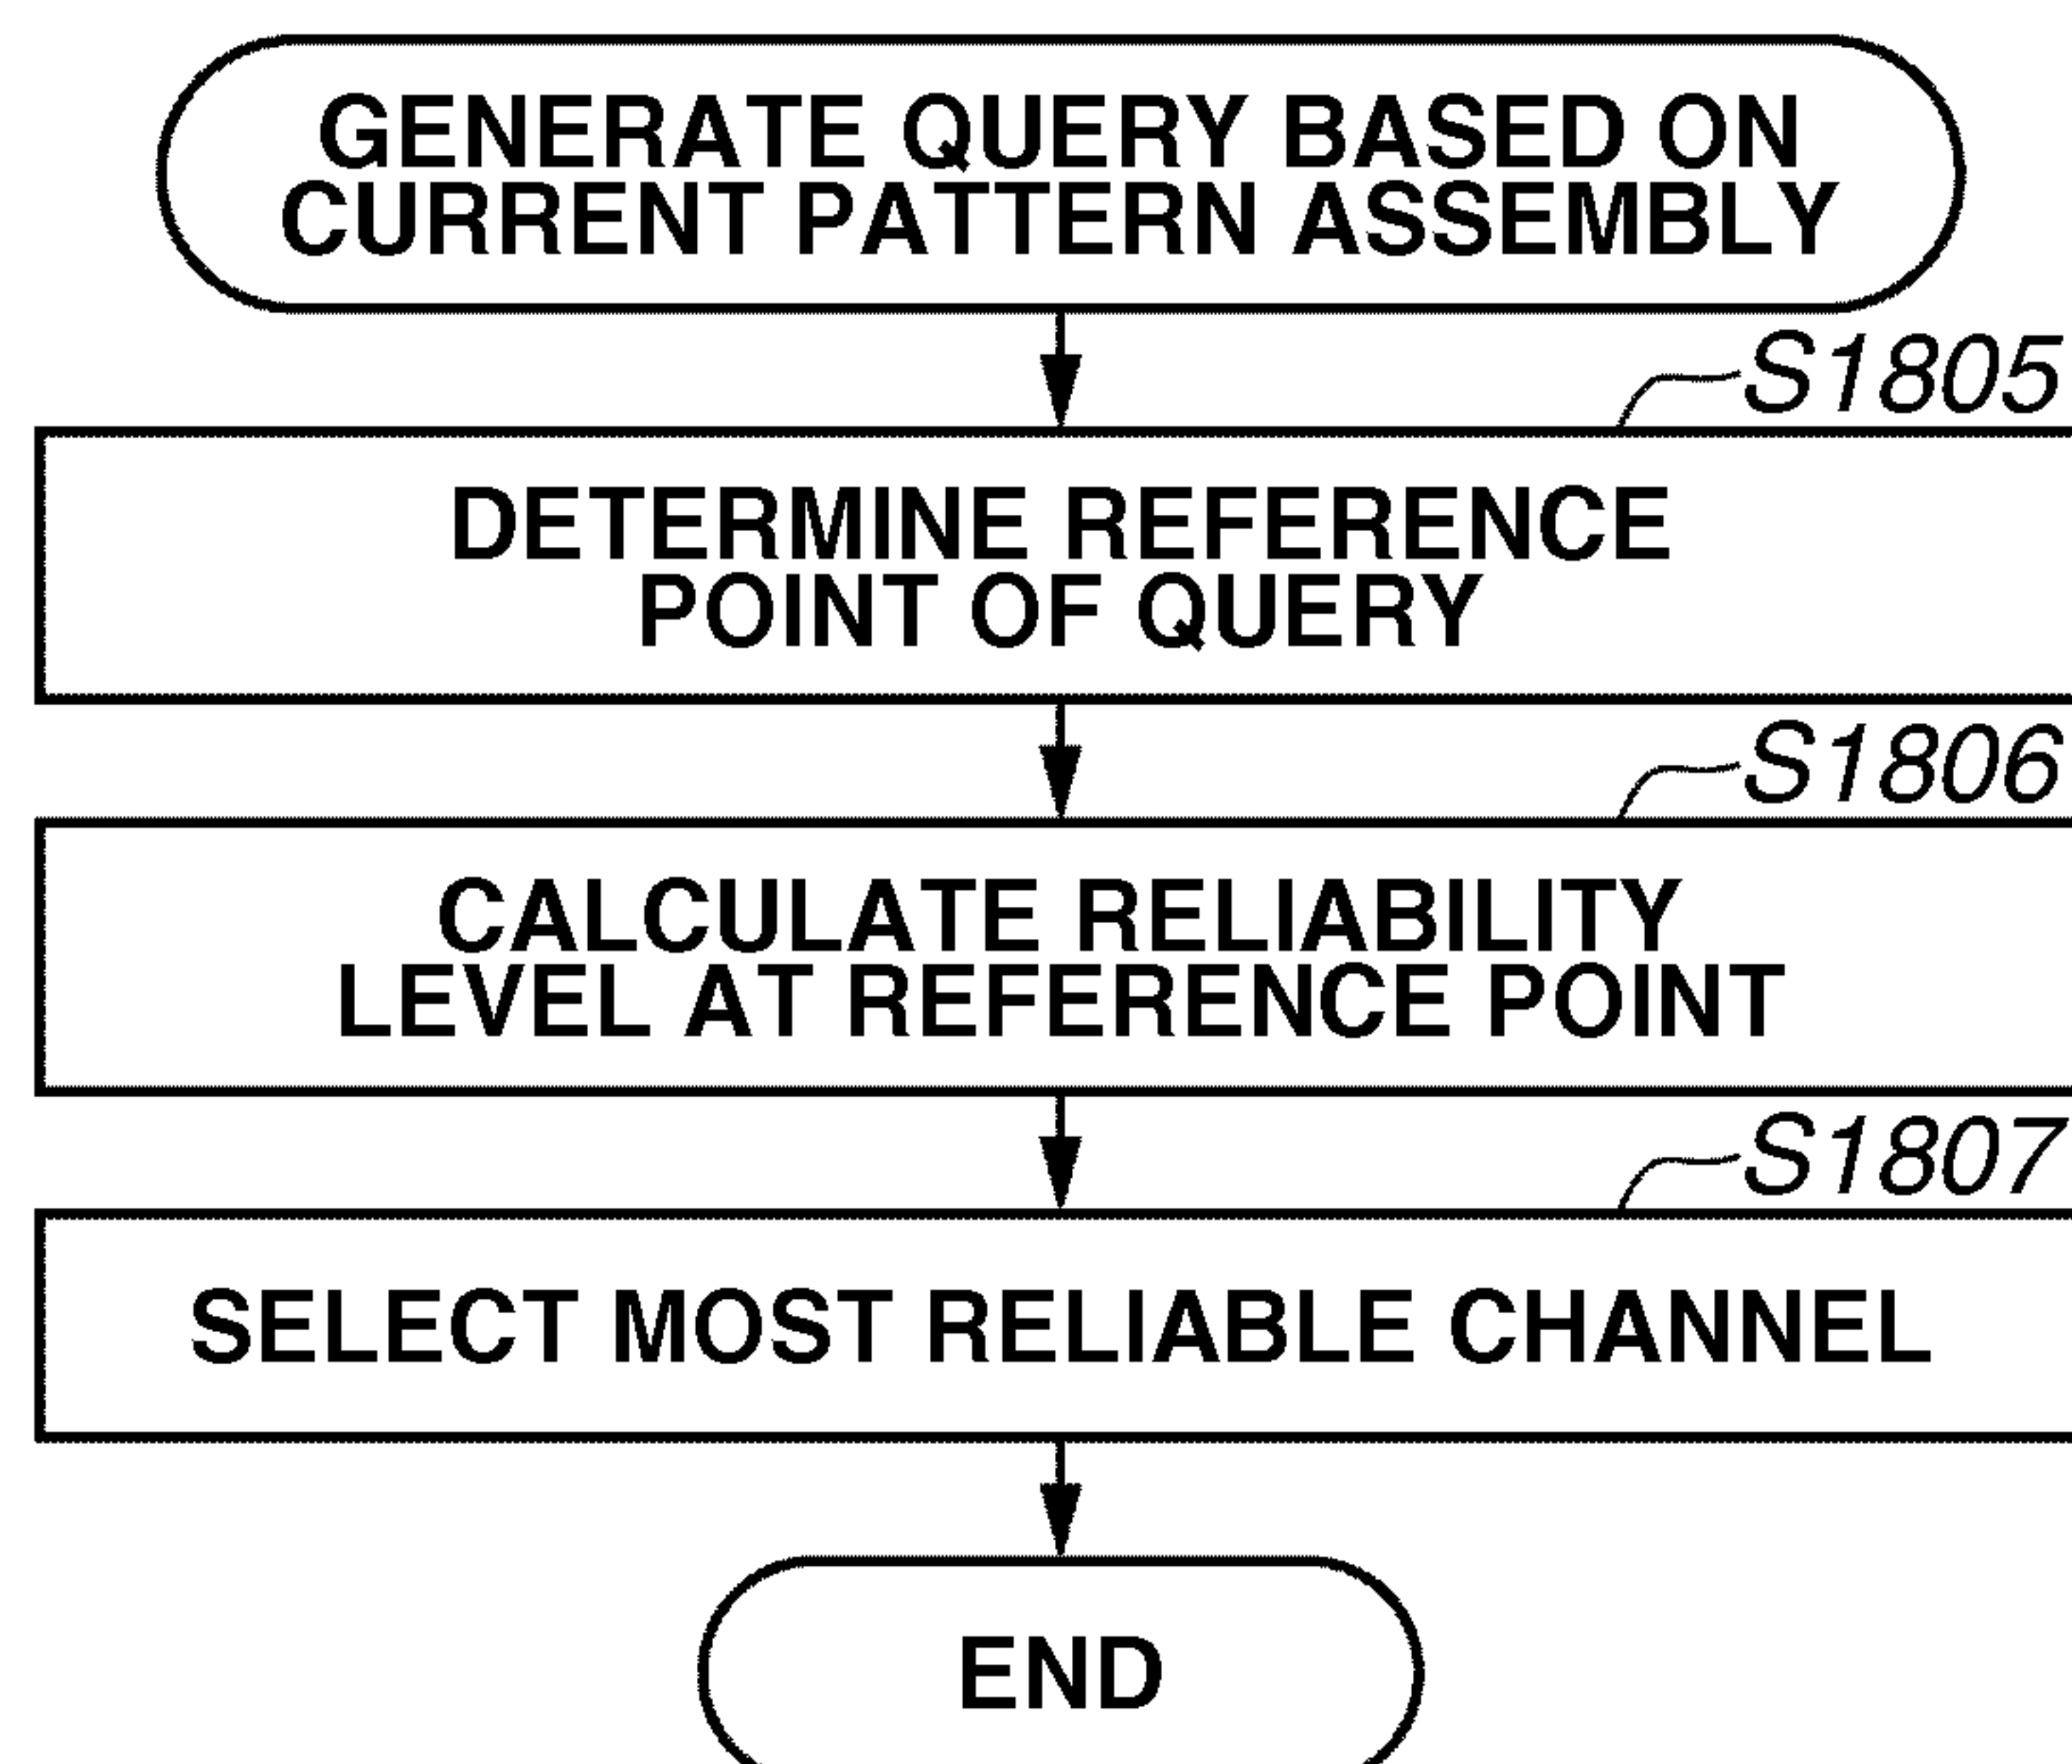 GENERATE QUERY BASED ON
CURRENT PATTERN ASSEMBLY
S1805
DETERMINE REFERENCE
POINT OF QUERY
S1806
CALCULATE RELIABILITY
LEVEL AT REFERENCE POINT
S1807
SELECT MOST RELIABLE CHANNEL
END